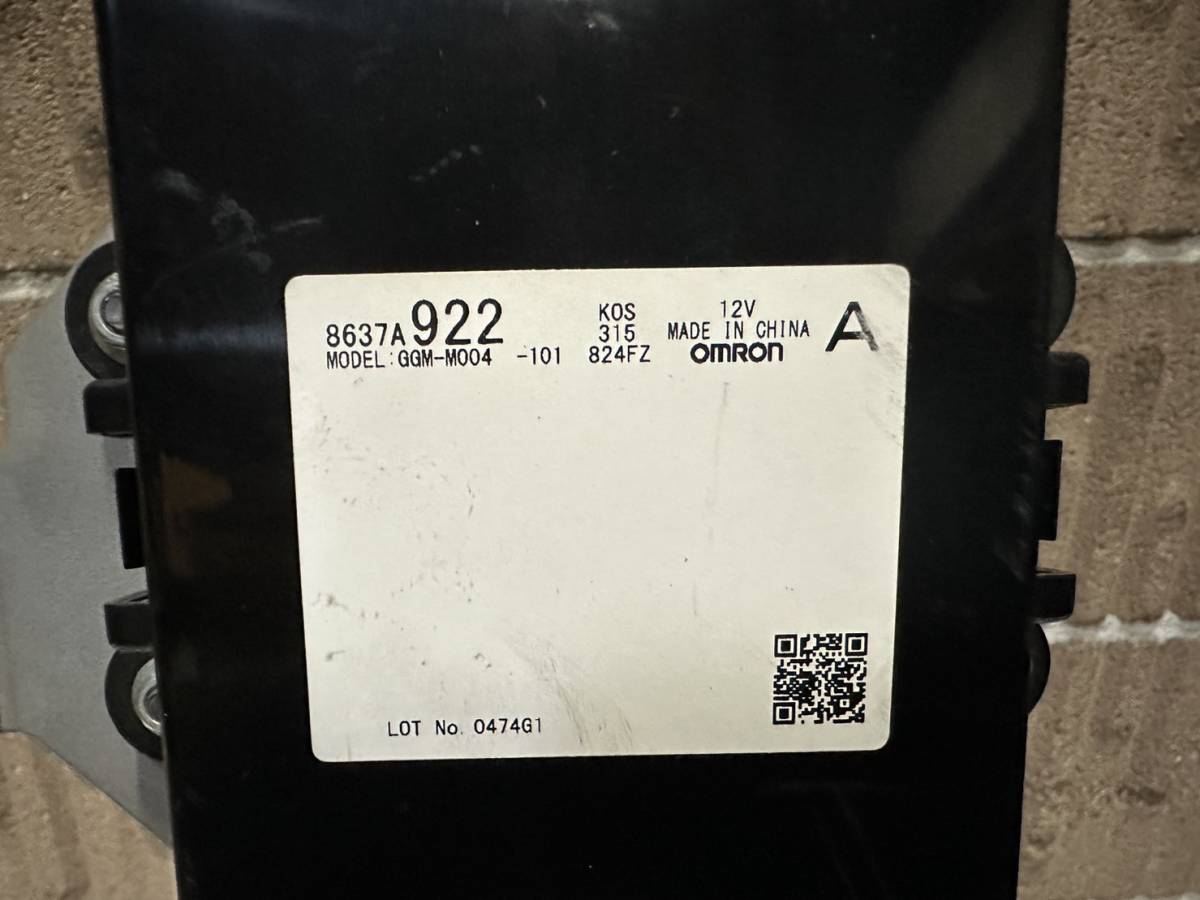 8637A922 KOS 12V A
315 MADE IN CHINA
MODEL:GGM-M004 -101 824FZ OMRON
LOT No. 0474G1